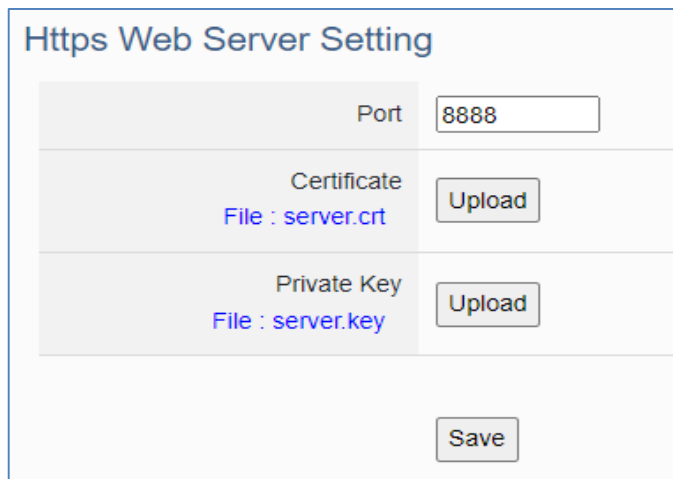 Https Web Server Setting
Port 8888
Certificate
File : server.crt
Upload
Private Key
File : server.key
Upload
Save